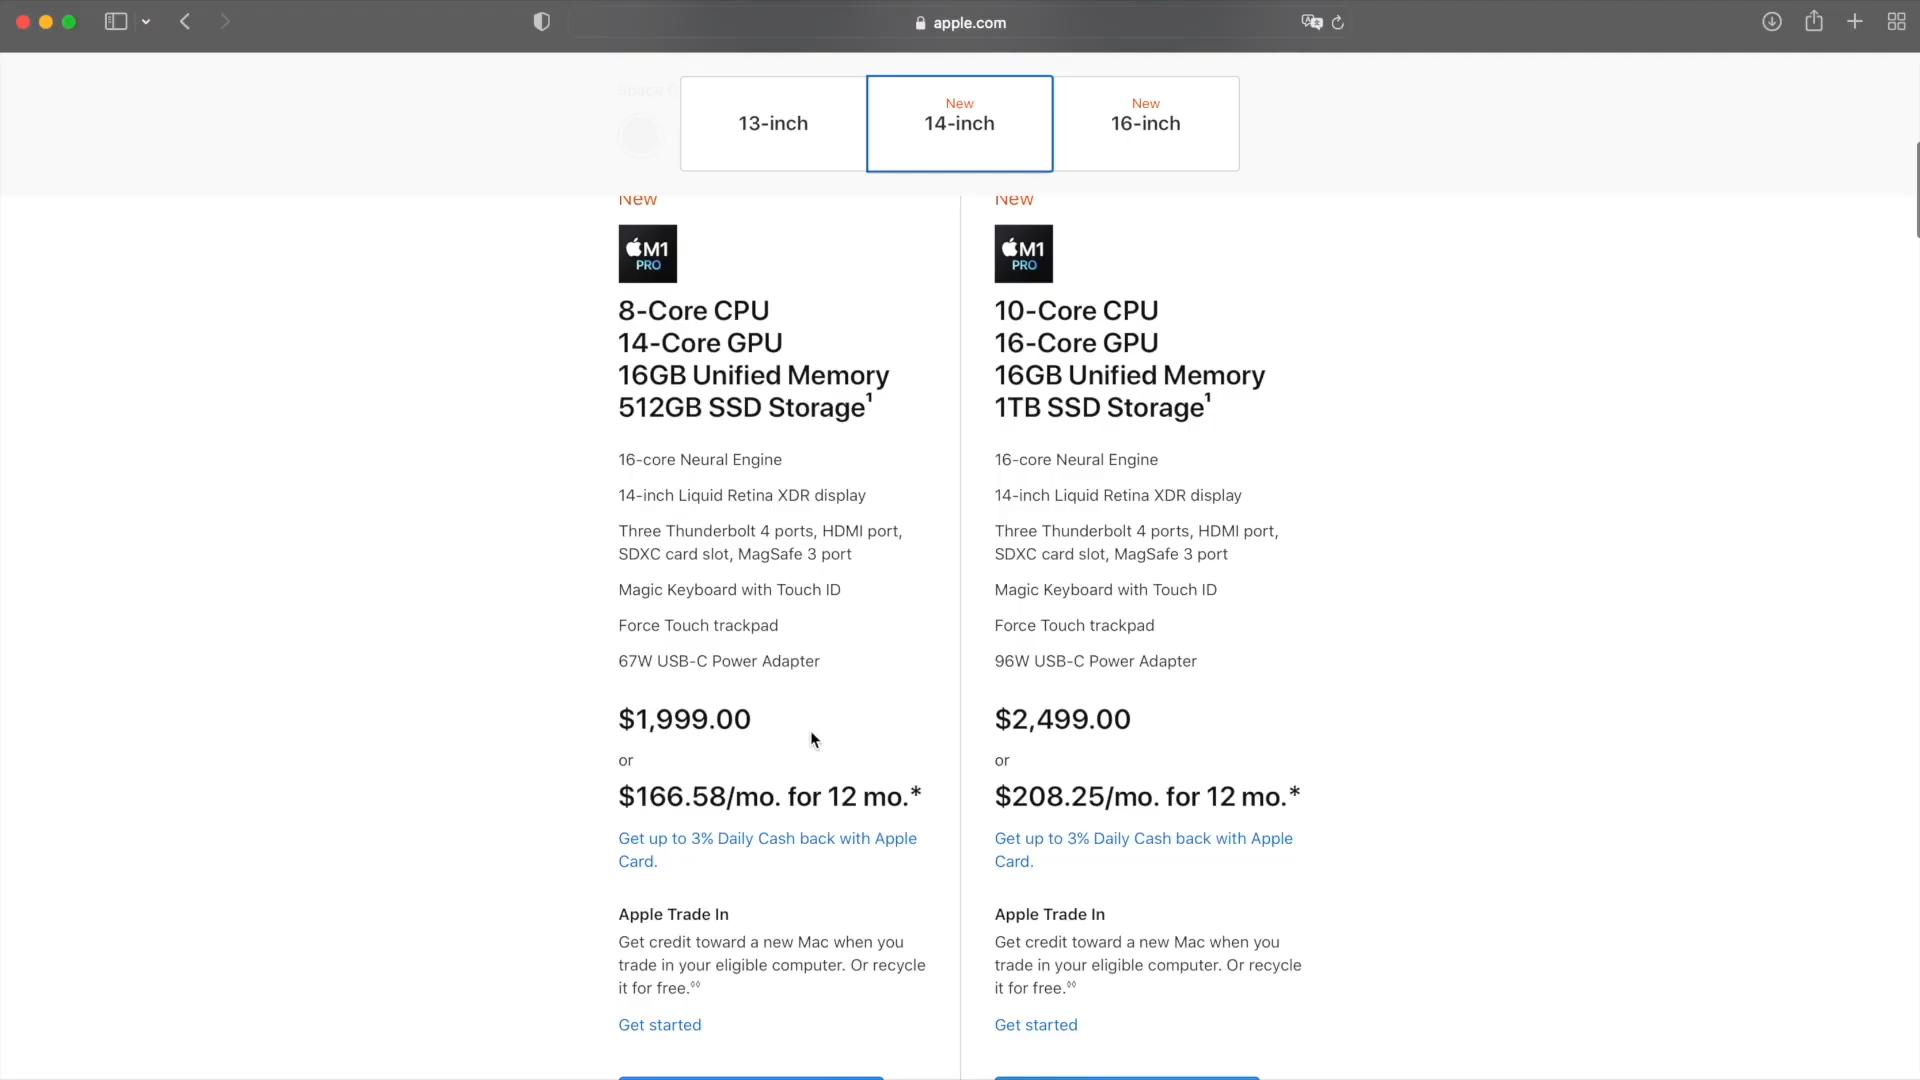 apple.com
Space G
13-inch
New
14-inch
New
16-inch
New
M1
PRO
8-Core CPU
14-Core GPU
16GB Unified Memory
512GB SSD Storage¹
16-core Neural Engine
14-inch Liquid Retina XDR display
Three Thunderbolt 4 ports, HDMI port,
SDXC card slot, MagSafe 3 port
Magic Keyboard with Touch ID
Force Touch trackpad
67W USB-C Power Adapter
$1,999.00
or
$166.58/mo. for 12 mo.*
Get up to 3% Daily Cash back with Apple
Card.
Apple Trade In
Get credit toward a new Mac when you
trade in your eligible computer. Or recycle
it for free.◊◊
Get started
New
M1
PRO
10-Core CPU
16-Core GPU
16GB Unified Memory
1TB SSD Storage¹
16-core Neural Engine
14-inch Liquid Retina XDR display
Three Thunderbolt 4 ports, HDMI port,
SDXC card slot, MagSafe 3 port
Magic Keyboard with Touch ID
Force Touch trackpad
96W USB-C Power Adapter
$2,499.00
or
$208.25/mo. for 12 mo.*
Get up to 3% Daily Cash back with Apple
Card.
Apple Trade In
Get credit toward a new Mac when you
trade in your eligible computer. Or recycle
it for free.◊◊
Get started